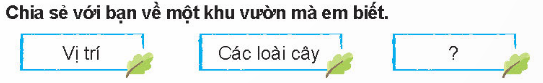 Chia sẻ với bạn về một khu vườn mà em biết.
Vị trí Các loài cây ?